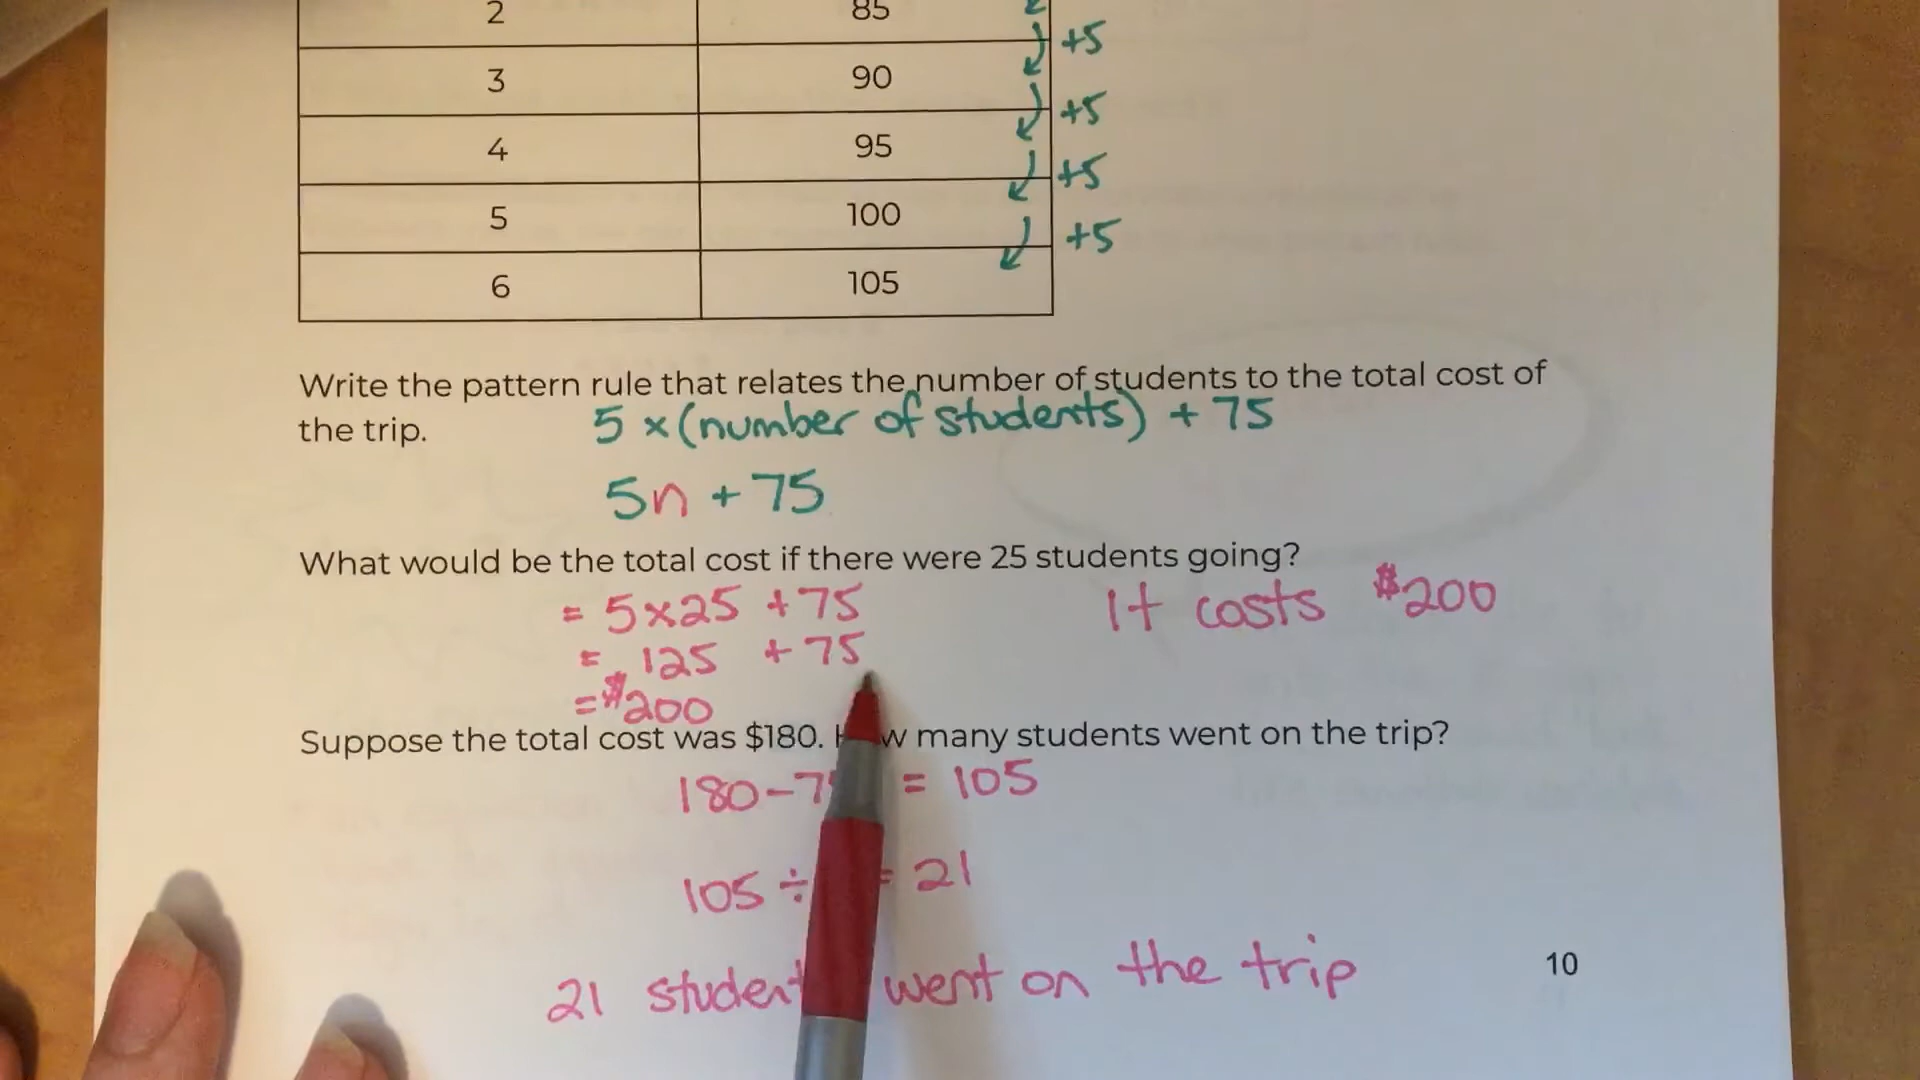 2 85
+5
3 90
+5
4 95
+5
5 100
+5
6 105
Write the pattern rule that relates the number of students to the total cost of
the trip. 5 × (number of students) + 75
5n + 75
What would be the total cost if there were 25 students going?
= 5×25 + 75 It costs $200
= 125 + 75
= $200
Suppose the total cost was $180. many students went on the trip?
180 - = 105
105 ÷ = 21
21 went on the trip
10